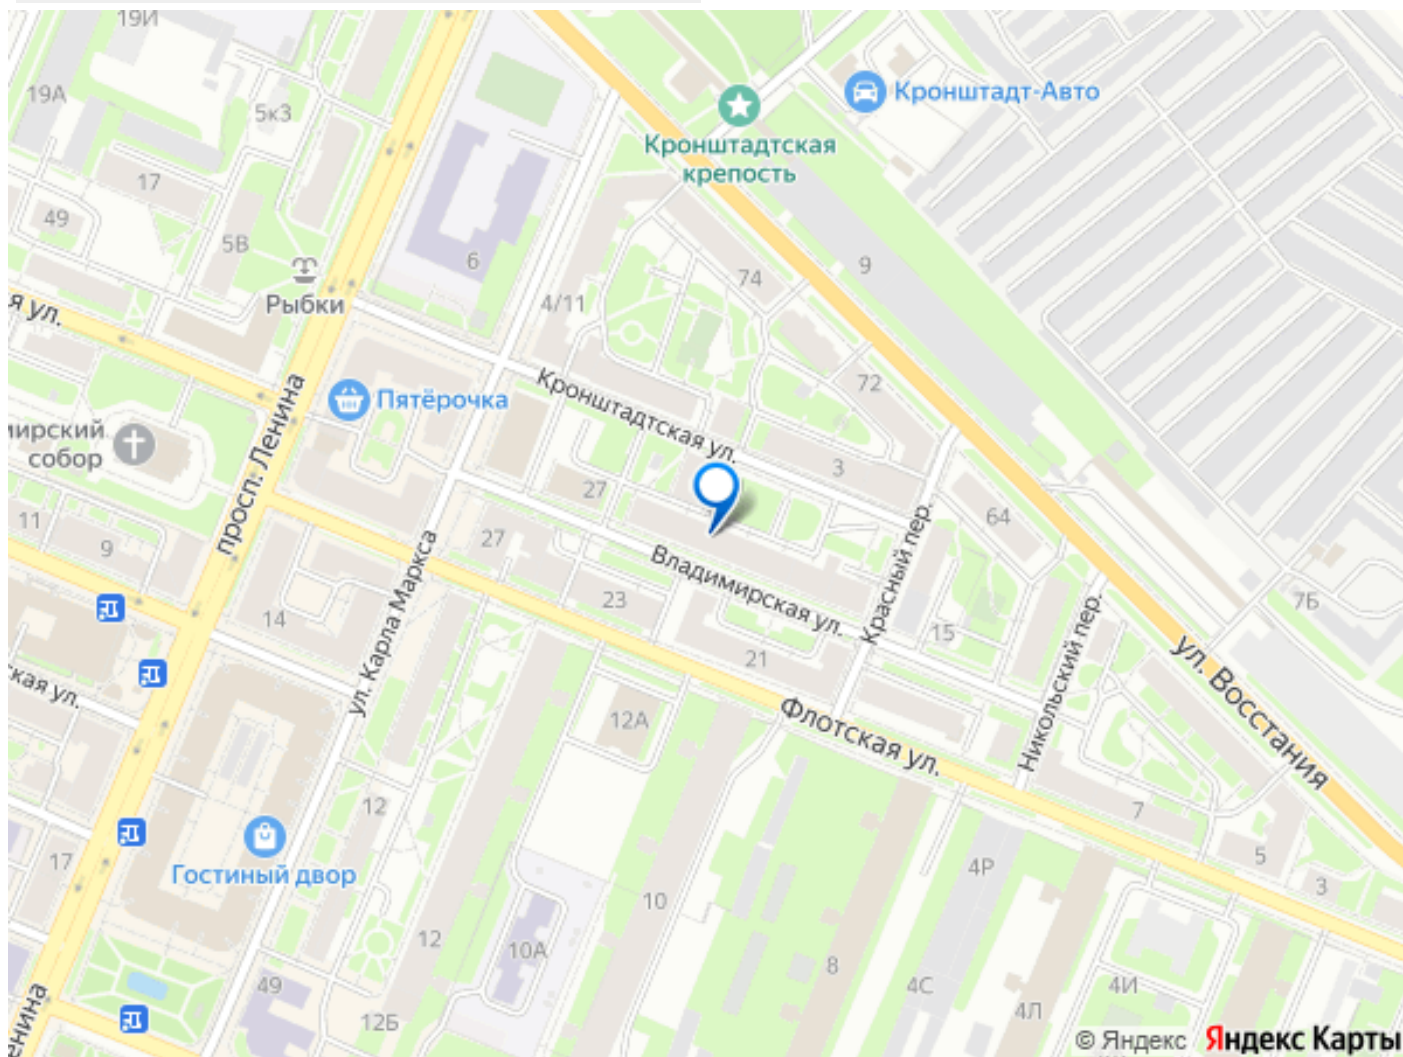 19И
19А
5к3
Кронштадт-Авто
Кронштадтская
крепость
17
49
5В
6
74
9
Рыбки
4/11
я ул.
72
Пятёрочка
Кронштадтская ул.
мирский
собор
просп. Ленина
3
27
11
9
27
64
Владимирская ул.
Красный пер.
ул. Карла Маркса
23
14
15
7Б
21
Никольский пер.
ул. Восстания
кая ул.
12А
Флотская ул.
12
7
17
Гостиный двор
5
3
4Р
10
12
10А
8
49
4С
4И
4Л
12Б
енина
© Яндекс Яндекс Карты